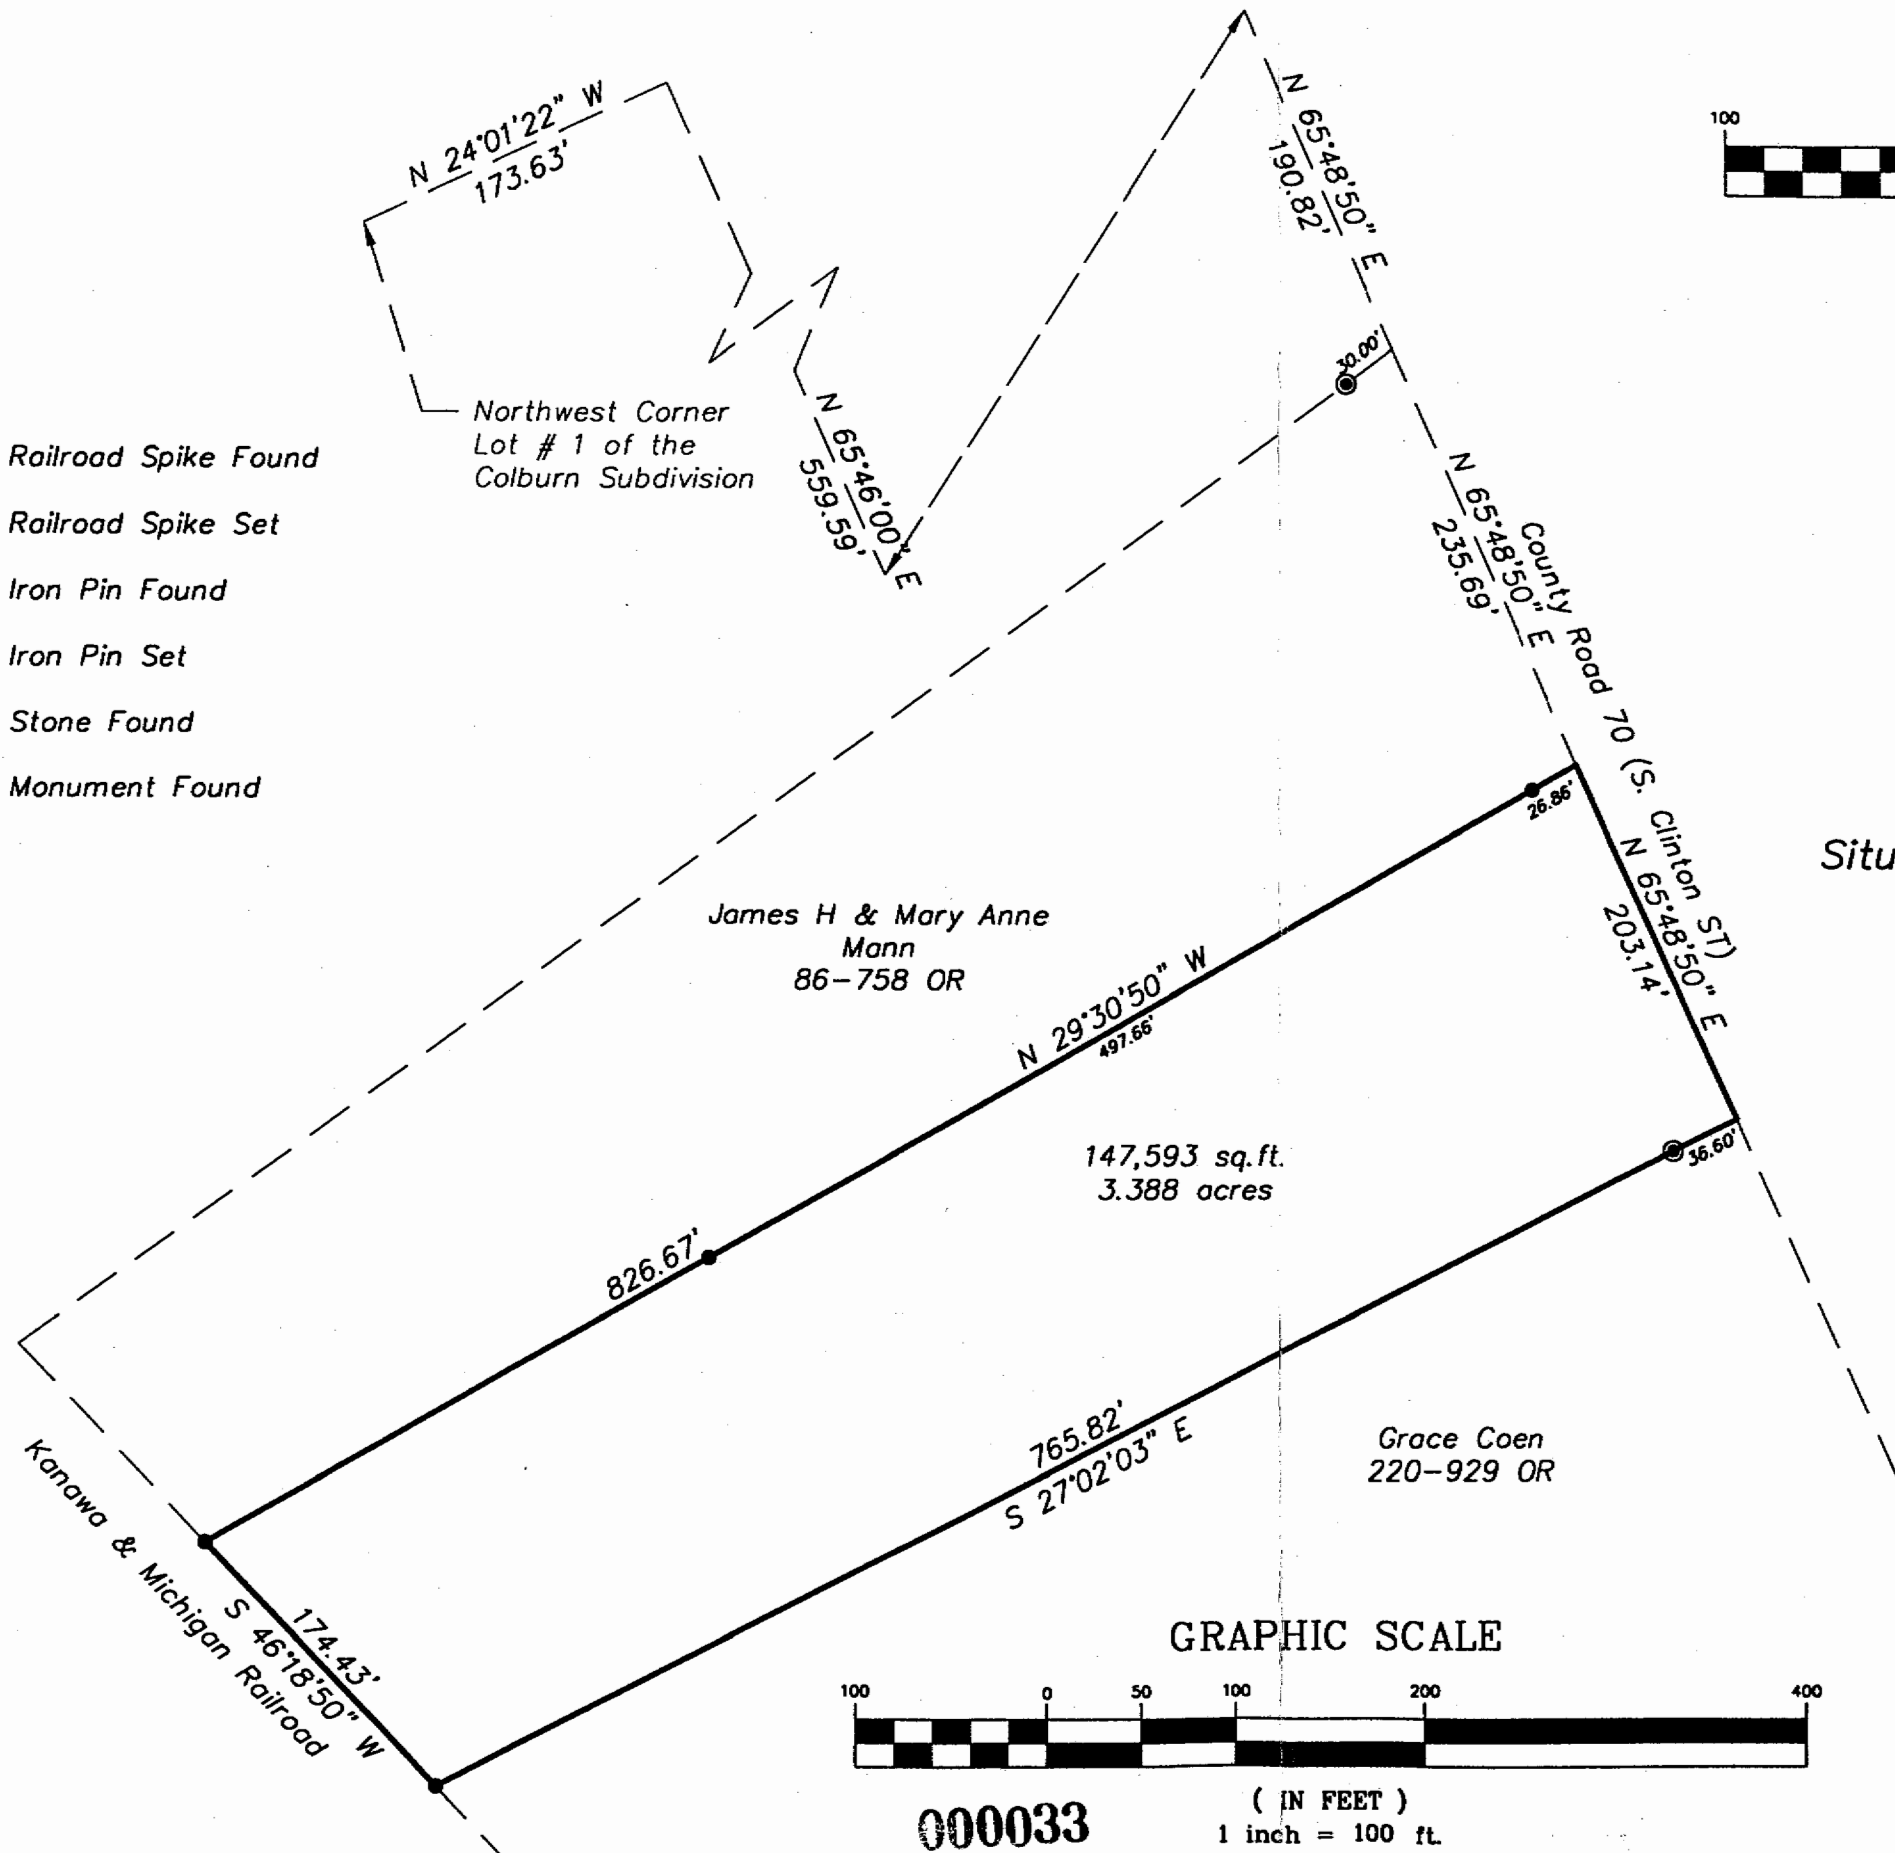 N 24°01'22" W
173.63'
N 65°48'50" E
190.82'
100
30.00'
Northwest Corner
Lot # 1 of the
Colburn Subdivision
N 65°46'00" E
559.59'
Railroad Spike Found
Railroad Spike Set
Iron Pin Found
Iron Pin Set
Stone Found
Monument Found
N 65°48'50" E
235.69'
County Road 70 (S. Clinton ST)
26.86'
N 65°48'50" E
203.14'
Situ
James H & Mary Anne
Mann
86-758 OR
N 29°30'50" W
497.66'
826.67'
147,593 sq.ft.
3.388 acres
36.60'
765.82'
S 27°02'03" E
Grace Coen
220-929 OR
174.43'
S 46°18'50" W
Kanawa & Michigan Railroad
GRAPHIC SCALE
100 0 50 100 200 400
( IN FEET )
1 inch = 100 ft.
000033